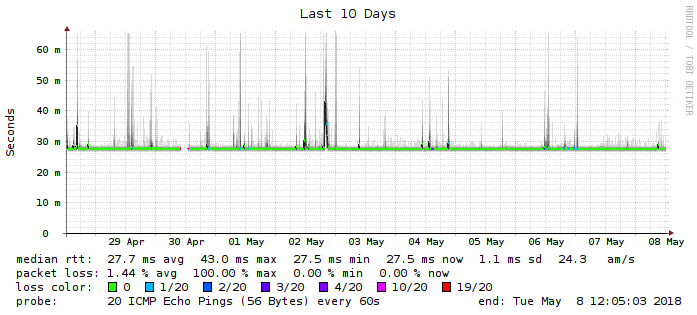 Last 10 Days
RRDTOOL / TOBI OETIKER
Seconds
60 m
50 m
40 m
30 m
20 m
10 m
0
29 Apr 30 Apr 01 May 02 May 03 May 04 May 05 May 06 May 07 May 08 May
median rtt: 27.7 ms avg 43.0 ms max 27.5 ms min 27.5 ms now 1.1 ms sd 24.3 am/s
packet loss: 1.44 % avg 100.00 % max 0.00 % min 0.00 % now
loss color: 0 1/20 2/20 3/20 4/20 10/20 19/20
probe: 20 ICMP Echo Pings (56 Bytes) every 60s end: Tue May 8 12:05:03 2018